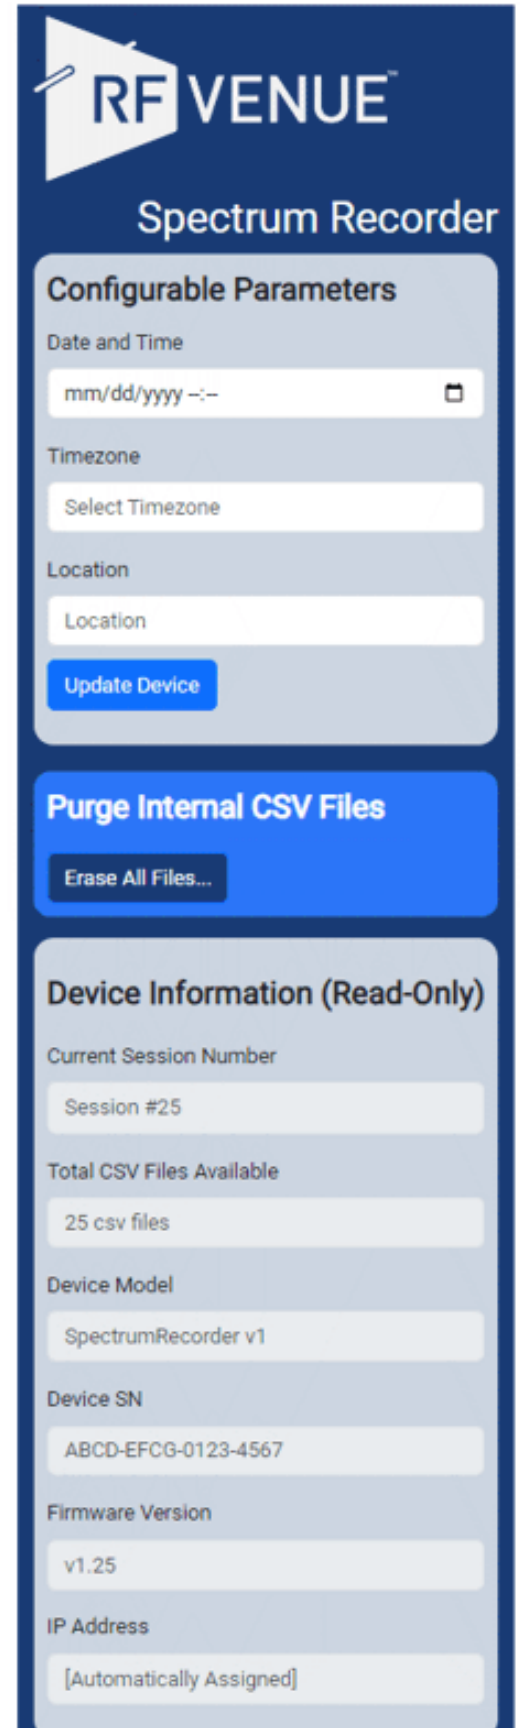 RF VENUE™
Spectrum Recorder
Configurable Parameters
Date and Time
mm/dd/yyyy --:--
Timezone
Select Timezone
Location
Location
Update Device
Purge Internal CSV Files
Erase All Files...
Device Information (Read-Only)
Current Session Number
Session #25
Total CSV Files Available
25 csv files
Device Model
SpectrumRecorder v1
Device SN
ABCD-EFCG-0123-4567
Firmware Version
v1.25
IP Address
[Automatically Assigned]